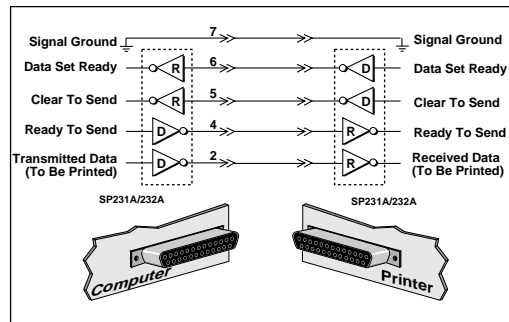 Signal Ground 7 Signal Ground
Data Set Ready R 6 D Data Set Ready
Clear To Send R 5 D Clear To Send
Ready To Send D 4 R Ready To Send
Transmitted Data D 2 R Received Data
(To Be Printed) (To Be Printed)
SP231A/232A SP231A/232A
Computer Printer